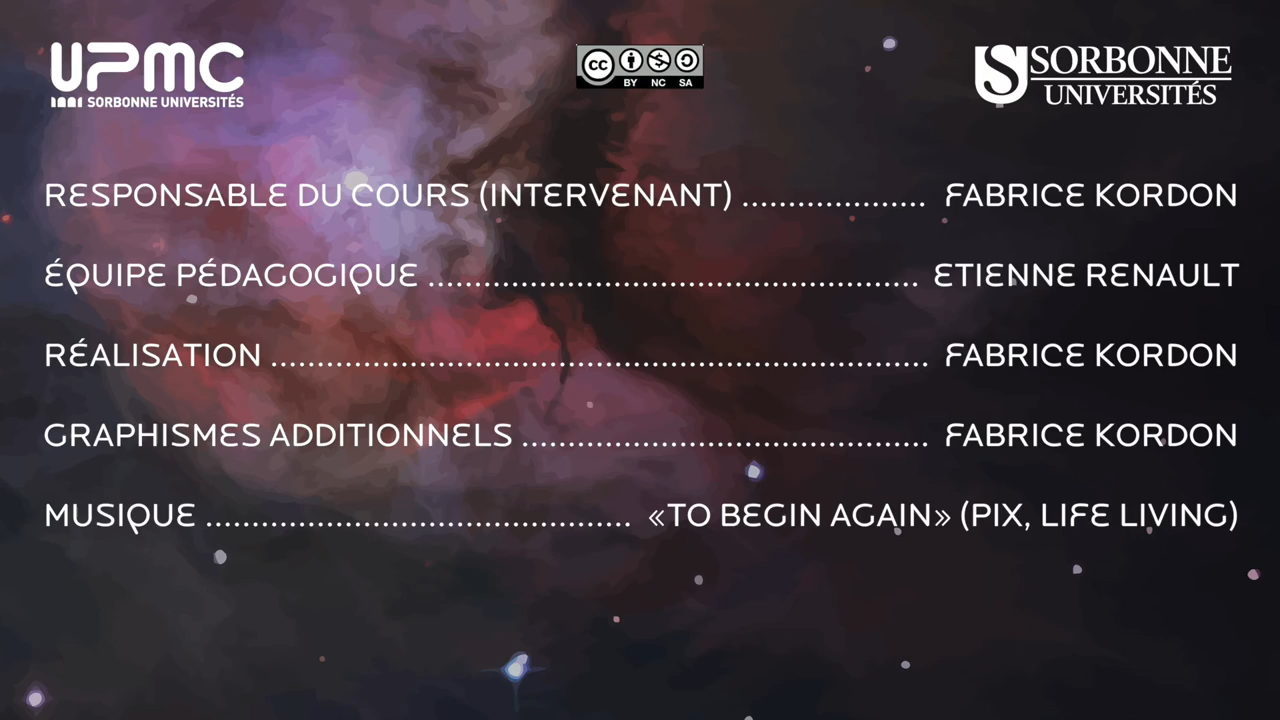 UPMC
SORBONNE UNIVERSITÉS
CC BY NC SA
SORBONNE
UNIVERSITÉS
RESPONSABLE DU COURS (INTERVENANT) .................... FABRICE KORDON
ÉQUIPE PÉDAGOGIQUE .................................................... ETIENNE RENAULT
RÉALISATION ...................................................................... FABRICE KORDON
GRAPHISMES ADDITIONNELS ........................................... FABRICE KORDON
MUSIQUE ............................................. «TO BEGIN AGAIN» (PIX, LIFE LIVING)